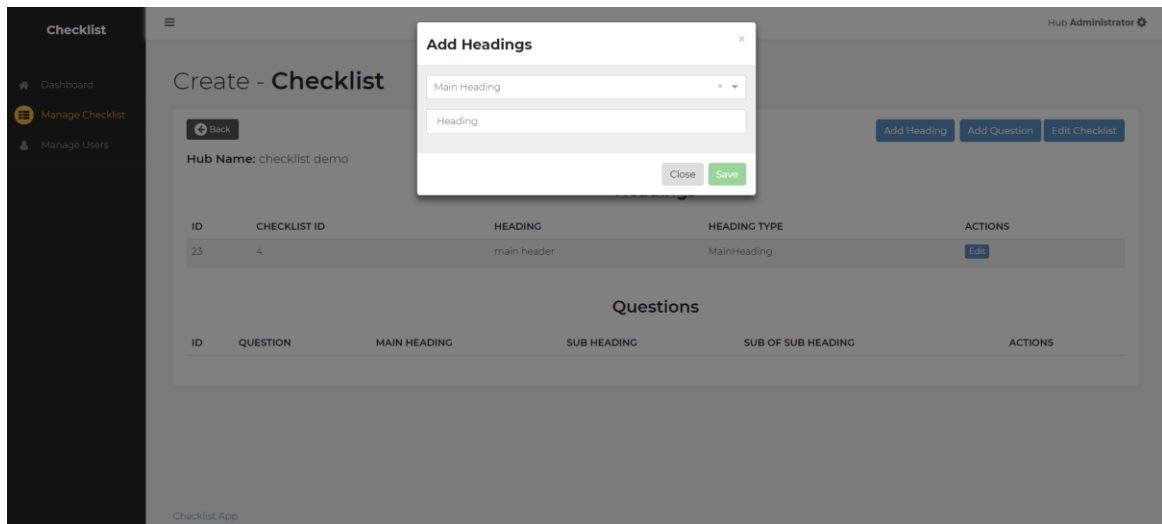 Checklist
Hub Administrator
Dashboard
Manage Checklist
Manage Users
Add Headings
×
Main Heading
×
Heading
Close
Save
Create - Checklist
Back
Add Heading
Add Question
Edit Checklist
Hub Name: checklist demo
ID CHECKLIST ID HEADING HEADING TYPE ACTIONS
23 4 main header MainHeading Edit
Questions
ID QUESTION MAIN HEADING SUB HEADING SUB OF SUB HEADING ACTIONS
Checklist App